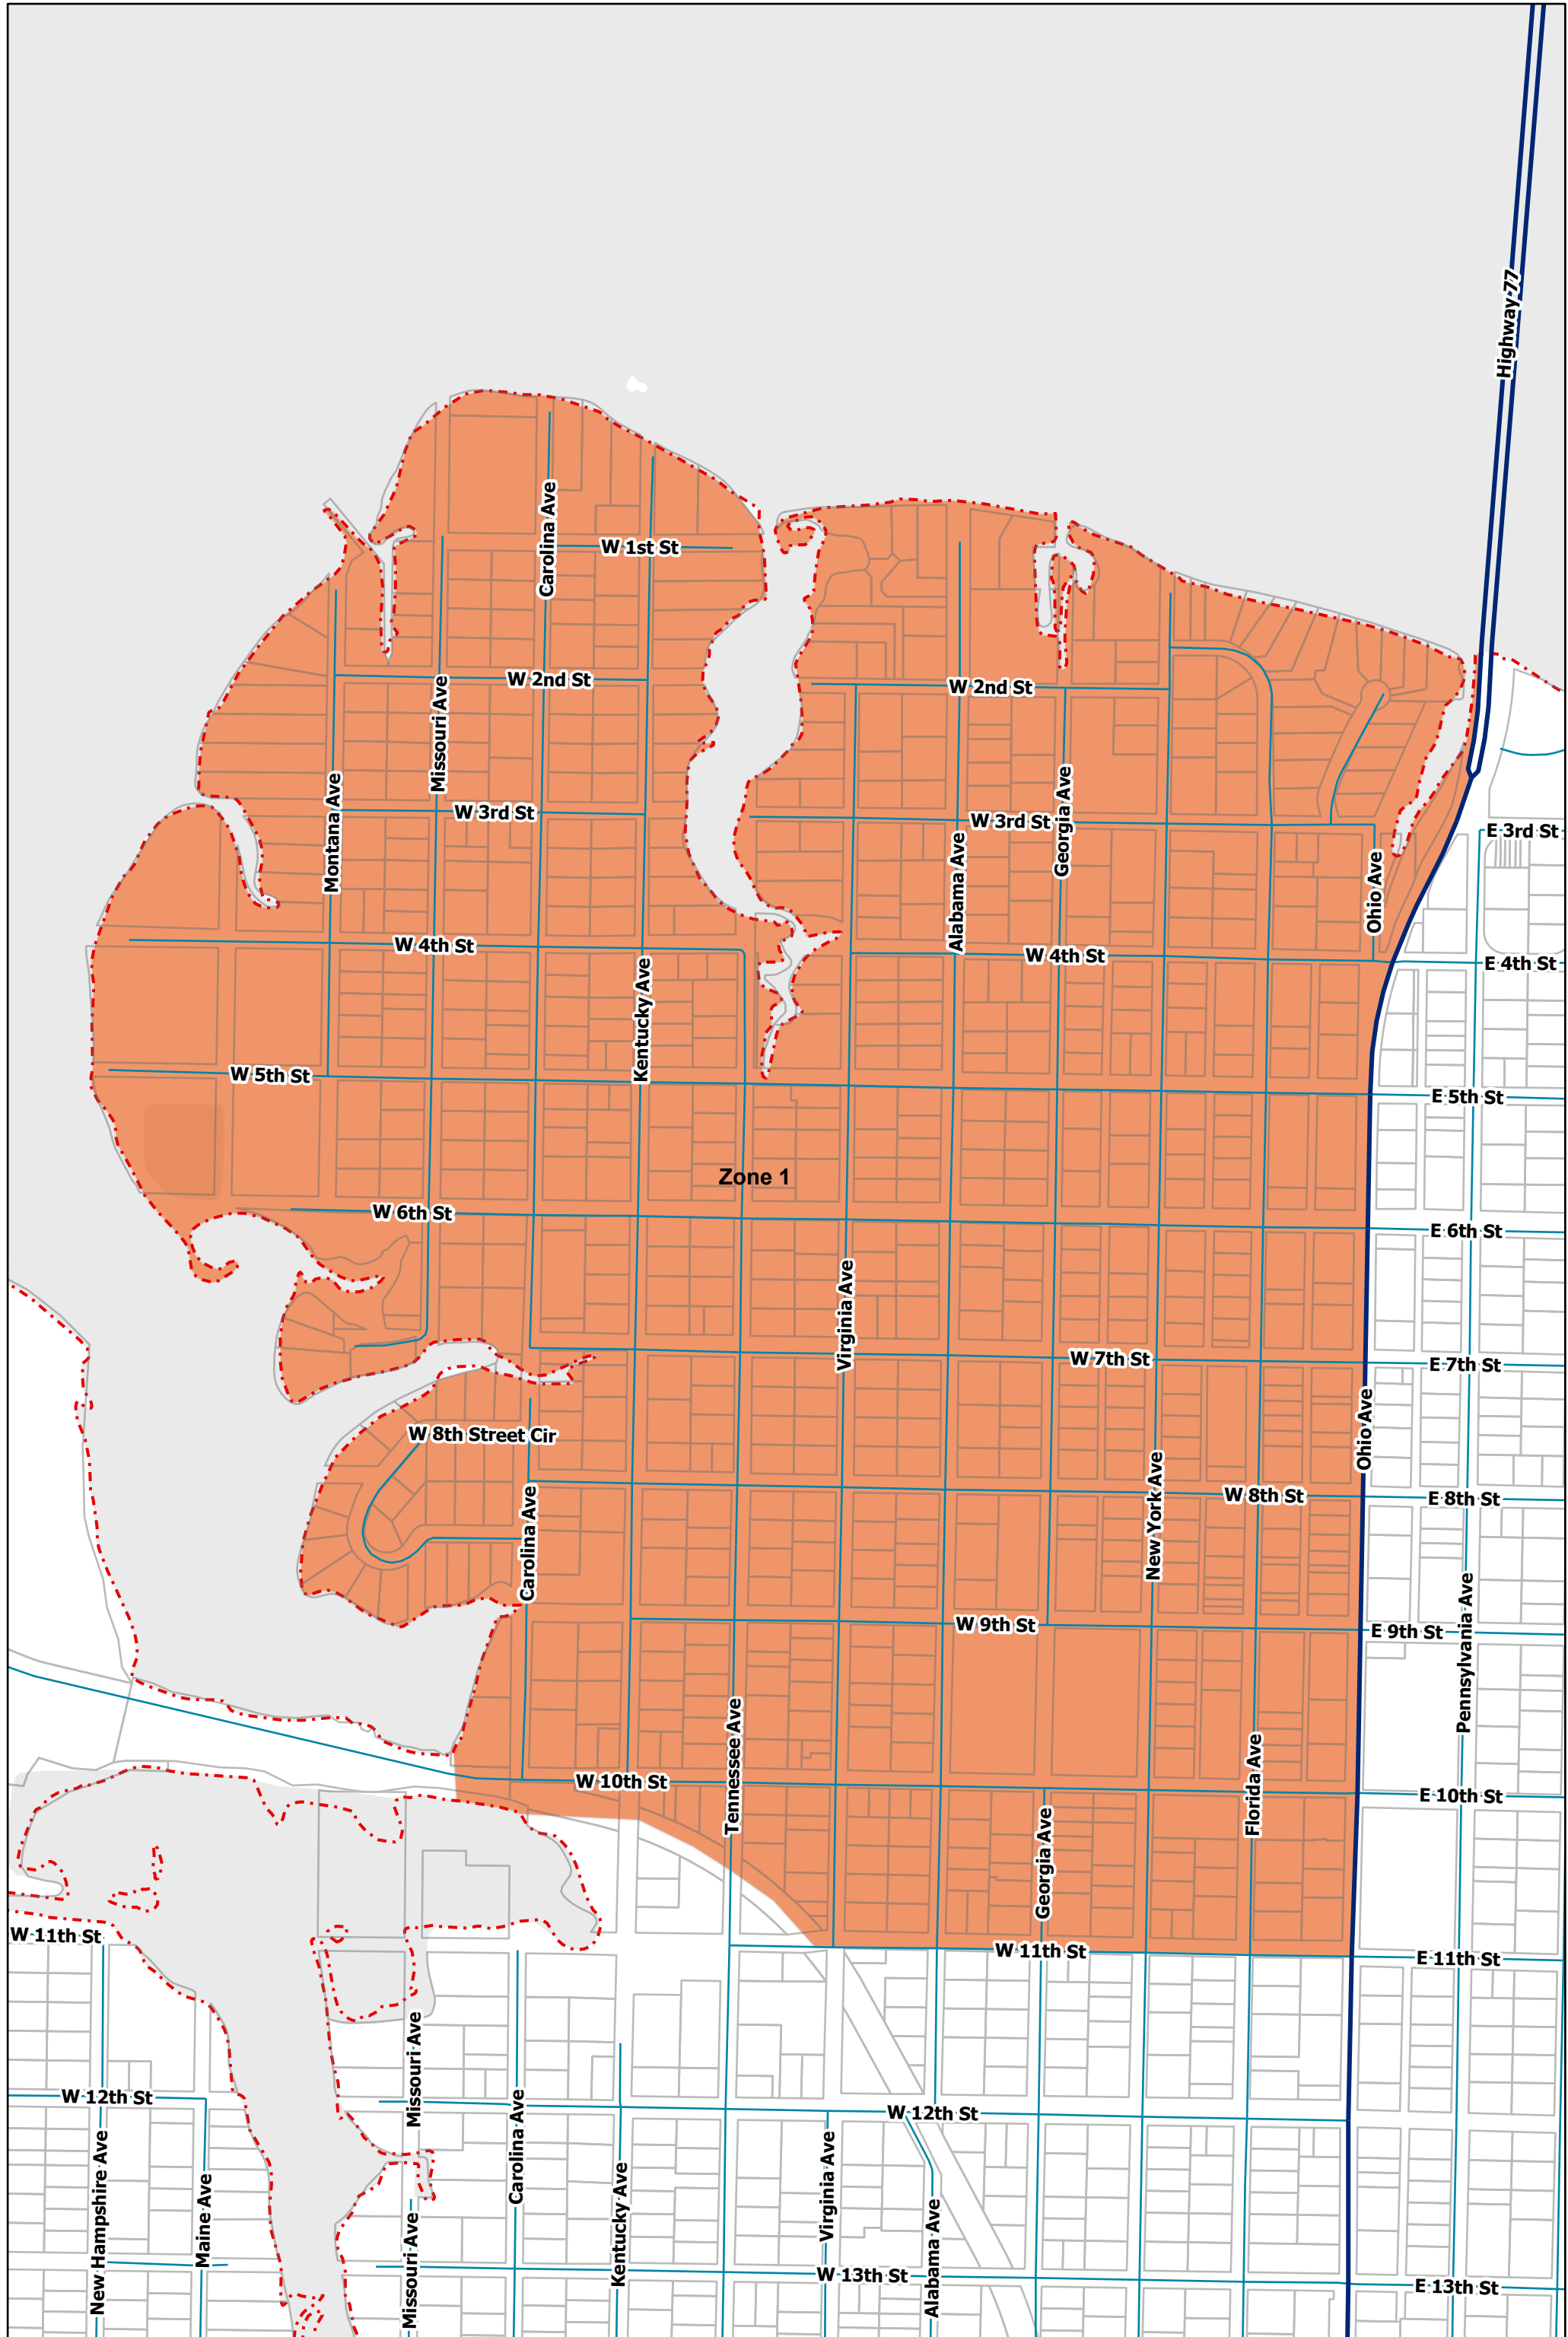 Highway 77
Carolina Ave
W 1st St
W 2nd St
W 2nd St
Missouri Ave
Montana Ave
W 3rd St
W 3rd St
Georgia Ave
E 3rd St
Alabama Ave
Ohio Ave
W 4th St
W 4th St
E 4th St
Kentucky Ave
W 5th St
E 5th St
Zone 1
W 6th St
E 6th St
Virginia Ave
W 7th St
E 7th St
Ohio Ave
W 8th Street Cir
New York Ave
W 8th St
E 8th St
Carolina Ave
W 9th St
E 9th St
Pennsylvania Ave
Tennessee Ave
Florida Ave
W 10th St
E 10th St
Georgia Ave
W 11th St
W 11th St
E 11th St
Missouri Ave
W 12th St
W 12th St
Carolina Ave
New Hampshire Ave
Maine Ave
Kentucky Ave
Virginia Ave
Alabama Ave
Missouri Ave
W 13th St
E 13th St